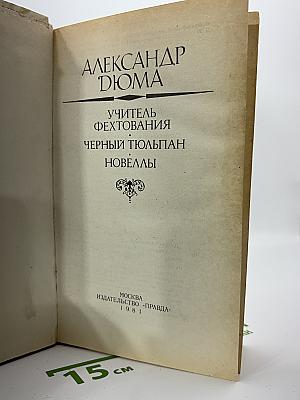 АЛЕКСАНДР
ДЮМА
УЧИТЕЛЬ
ФЕХТОВАНИЯ
ЧЕРНЫЙ ТЮЛЬПАН
НОВЕЛЛЫ
МОСКВА
ИЗДАТЕЛЬСТВО «ПРАВДА»
1981
15 СМ